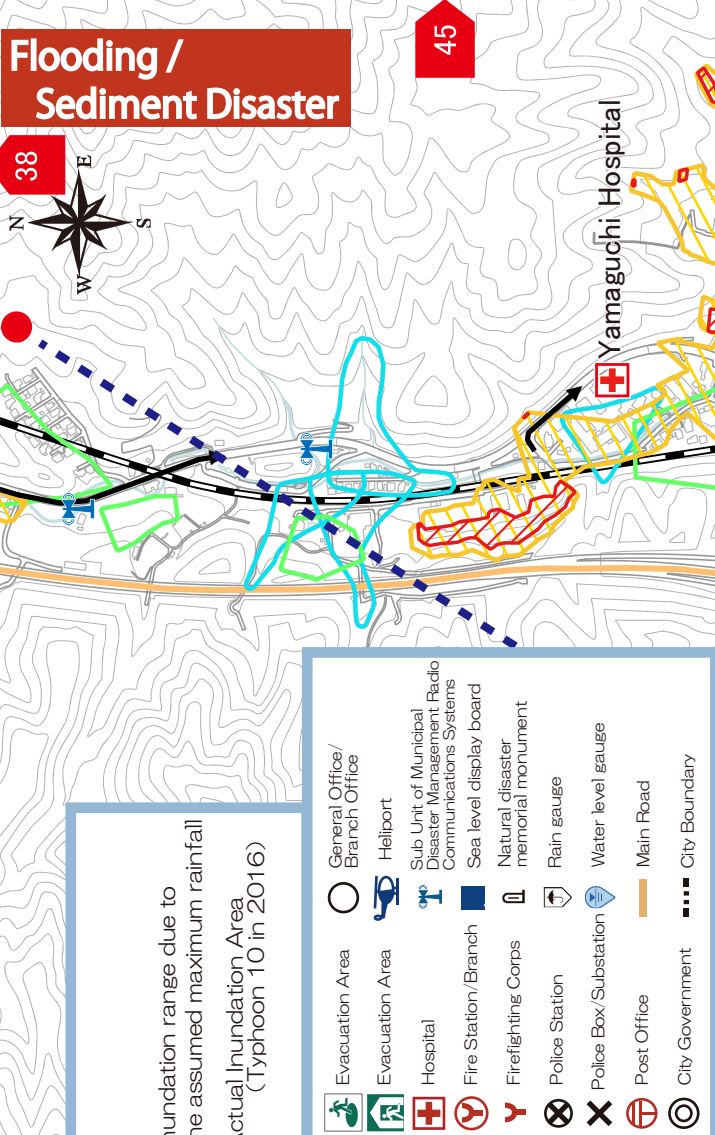 Flooding /
Sediment Disaster
45
38
N
E
S
W
Yamaguchi Hospital
undation range due to
e assumed maximum rainfall
ctual Inundation Area
(Typhoon 10 in 2016)
Evacuation Area
Evacuation Area
Hospital
Fire Station/Branch
Firefighting Corps
Police Station
Police Box/Substation
Post Office
City Government
General Office/
Branch Office
Heliport
Sub Unit of Municipal
Disaster Management Radio
Communications Systems
Sea level display board
Natural disaster
memorial monument
Rain gauge
Water level gauge
Main Road
City Boundary